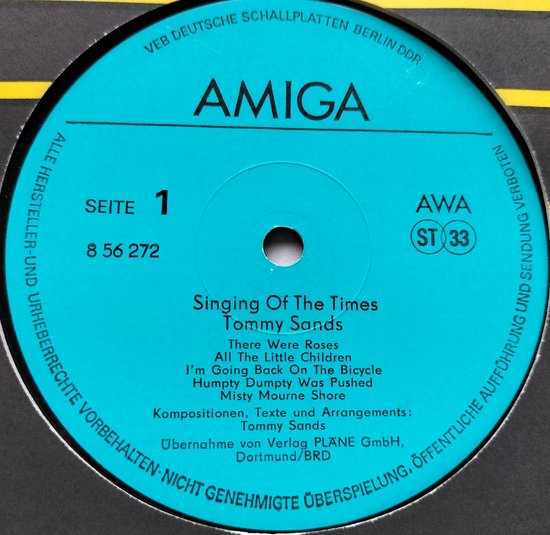 VEB DEUTSCHE SCHALLPLATTEN BERLIN DDR
AMIGA
SEITE 1
8 56 272
AWA
ST 33
Singing Of The Times
Tommy Sands
There Were Roses
All The Little Children
I'm Going Back On The Bicycle
Humpty Dumpty Was Pushed
Misty Mourne Shore
Kompositionen, Texte und Arrangements:
Tommy Sands
Übernahme von Verlag PLÄNE GmbH,
Dortmund/BRD
ALLE HERSTELLER- UND URHEBERRECHTE VORBEHALTEN · NICHT GENEHMIGTE ÜBERSPIELUNG, ÖFFENTLICHE AUFFÜHRUNG UND SENDUNG VERBOTEN